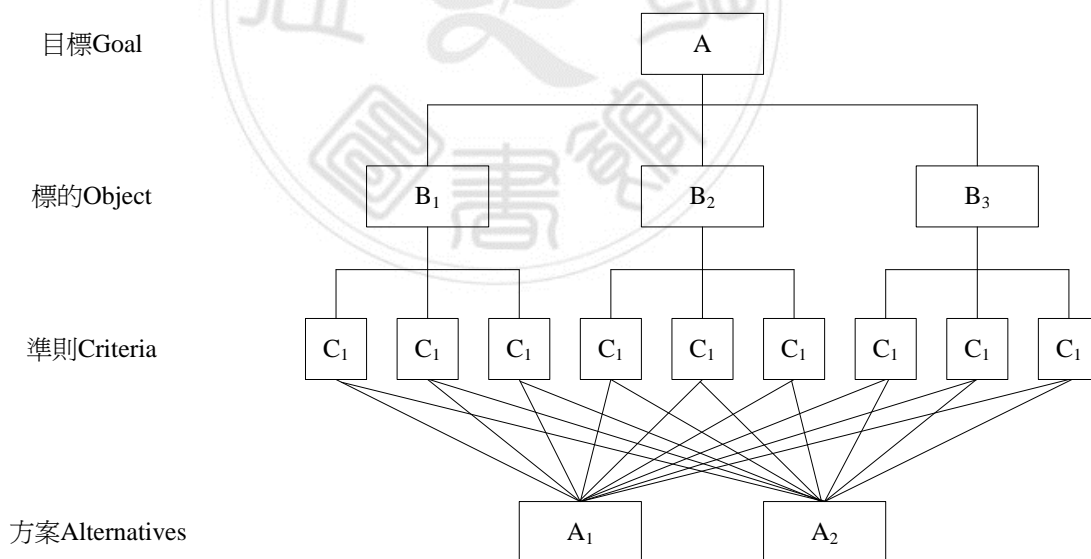 目標Goal
A
標的Object
B₁ B₂ B₃
準則Criteria
C₁ C₁ C₁ C₁ C₁ C₁ C₁ C₁ C₁
方案Alternatives
A₁ A₂
書